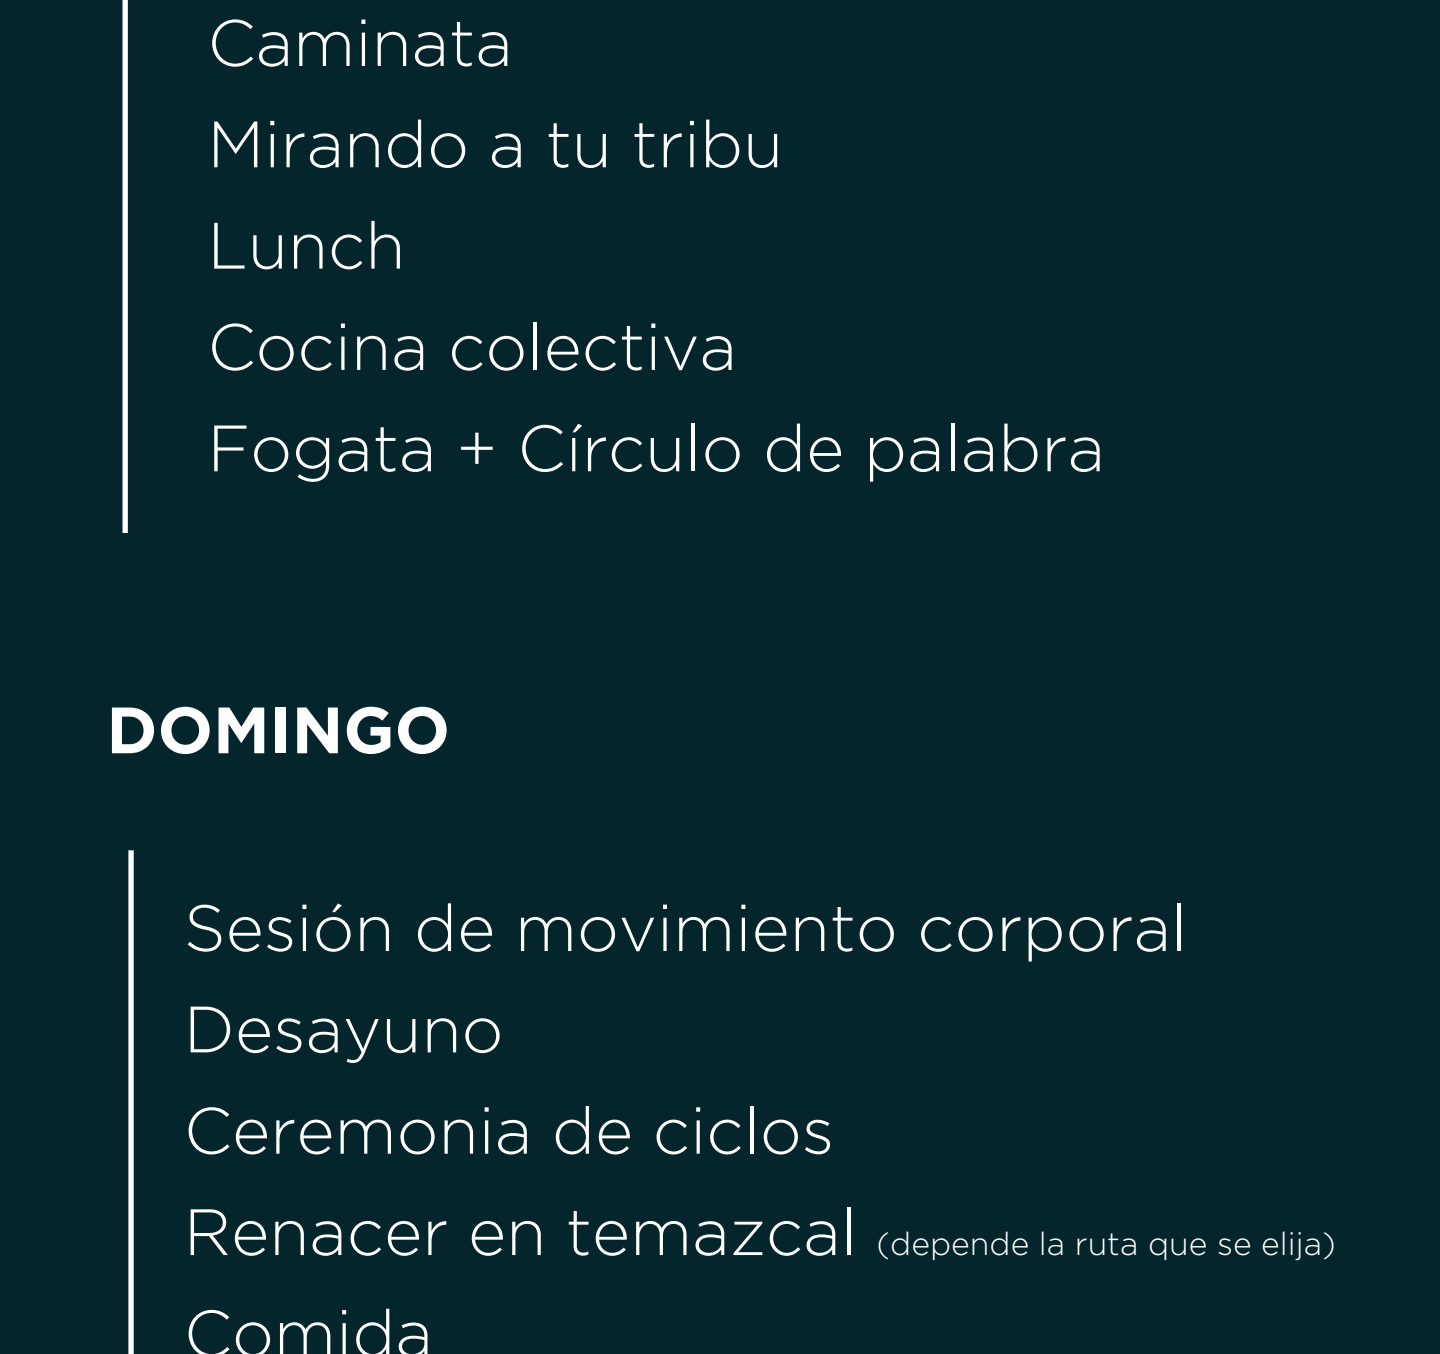 Caminata
Mirando a tu tribu
Lunch
Cocina colectiva
Fogata + Círculo de palabra
DOMINGO
Sesión de movimiento corporal
Desayuno
Ceremonia de ciclos
Renacer en temazcal (depende la ruta que se elija)
Comida